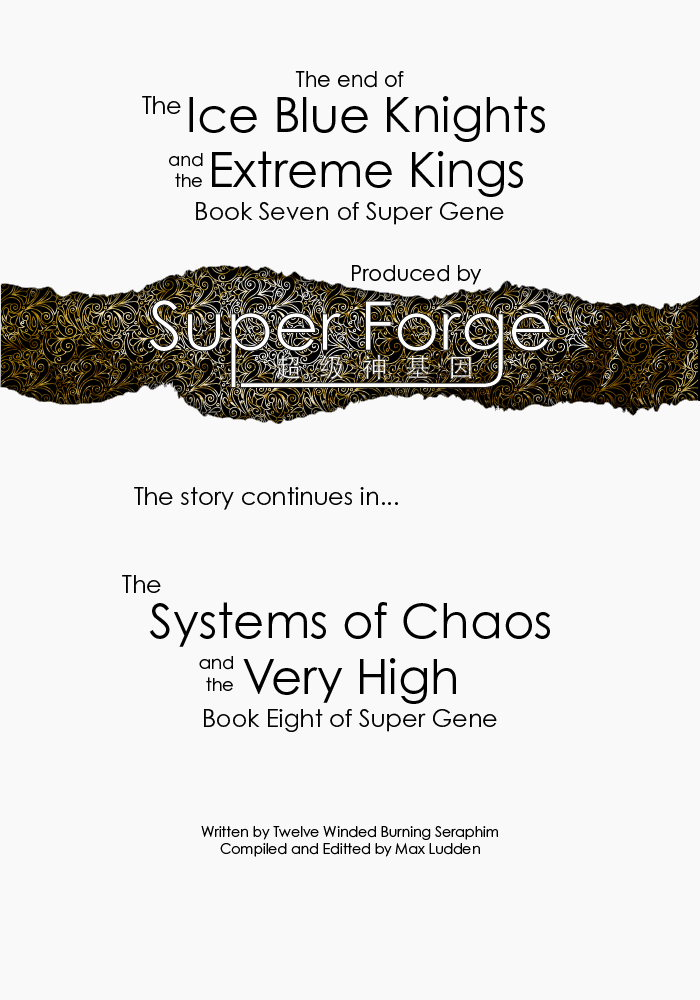 The end of
The Ice Blue Knights
and the Extreme Kings
Book Seven of Super Gene
Produced by
Super Forge
超级神基因
The story continues in...
The
Systems of Chaos
and the Very High
Book Eight of Super Gene
Written by Twelve Winded Burning Seraphim
Compiled and Editted by Max Ludden